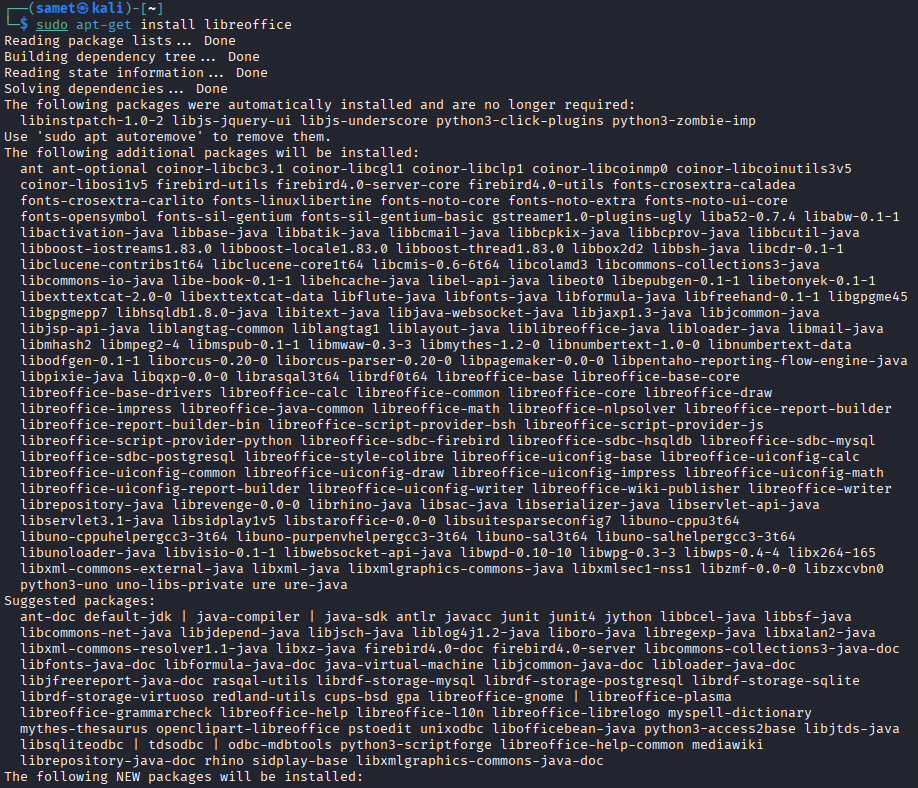 ┌──(samet㉿kali)-[~]
└─$ sudo apt-get install libreoffice
Reading package lists... Done
Building dependency tree... Done
Reading state information... Done
Solving dependencies... Done
The following packages were automatically installed and are no longer required:
  libinstpatch-1.0-2 libjs-jquery-ui libjs-underscore python3-click-plugins python3-zombie-imp
Use 'sudo apt autoremove' to remove them.
The following additional packages will be installed:
  ant ant-optional coinor-libcbc3.1 coinor-libcgl1 coinor-libclp1 coinor-libcoinmp0 coinor-libcoinutils3v5
  coinor-libosi1v5 firebird-utils firebird4.0-server-core firebird4.0-utils fonts-crosextra-caladea
  fonts-crosextra-carlito fonts-linuxlibertine fonts-noto-core fonts-noto-extra fonts-noto-ui-core
  fonts-opensymbol fonts-sil-gentium fonts-sil-gentium-basic gstreamer1.0-plugins-ugly liba52-0.7.4 libabw-0.1-1
  libactivation-java libbase-java libbatik-java libbcmail-java libbcpkix-java libbcprov-java libbcutil-java
  libboost-iostreams1.83.0 libboost-locale1.83.0 libboost-thread1.83.0 libbox2d2 libbsh-java libcdr-0.1-1
  libclucene-contribs1t64 libclucene-core1t64 libcmis-0.6-6t64 libcolamd3 libcommons-collections3-java
  libcommons-io-java libe-book-0.1-1 libehcache-java libel-api-java libeot0 libepubgen-0.1-1 libetonyek-0.1-1
  libexttextcat-2.0-0 libexttextcat-data libflute-java libfonts-java libformula-java libfreehand-0.1-1 libgpgme45
  libgpgmepp7 libhsqldb1.8.0-java libitext-java libjava-websocket-java libjaxp1.3-java libjcommon-java
  libjsp-api-java liblangtag-common liblangtag1 liblayout-java liblibreoffice-java libloader-java libmail-java
  libmhash2 libmpeg2-4 libmspub-0.1-1 libmwaw-0.3-3 libmythes-1.2-0 libnumbertext-1.0-0 libnumbertext-data
  libodfgen-0.1-1 liborcus-0.20-0 liborcus-parser-0.20-0 libpagemaker-0.0-0 libpentaho-reporting-flow-engine-java
  libpixie-java libqxp-0.0-0 librasqal3t64 librdf0t64 libreoffice-base libreoffice-base-core
  libreoffice-base-drivers libreoffice-calc libreoffice-common libreoffice-core libreoffice-draw
  libreoffice-impress libreoffice-java-common libreoffice-math libreoffice-nlpsolver libreoffice-report-builder
  libreoffice-report-builder-bin libreoffice-script-provider-bsh libreoffice-script-provider-js
  libreoffice-script-provider-python libreoffice-sdbc-firebird libreoffice-sdbc-hsqldb libreoffice-sdbc-mysql
  libreoffice-sdbc-postgresql libreoffice-style-colibre libreoffice-uiconfig-base libreoffice-uiconfig-calc
  libreoffice-uiconfig-common libreoffice-uiconfig-draw libreoffice-uiconfig-impress libreoffice-uiconfig-math
  libreoffice-uiconfig-report-builder libreoffice-uiconfig-writer libreoffice-wiki-publisher libreoffice-writer
  librepository-java librevenge-0.0-0 librhino-java libsac-java libserializer-java libservlet-api-java
  libservlet3.1-java libsidplay1v5 libstaroffice-0.0-0 libsuitesparseconfig7 libuno-cppu3t64
  libuno-cppuhelpergcc3-3t64 libuno-purpenvhelpergcc3-3t64 libuno-sal3t64 libuno-salhelpergcc3-3t64
  libunoloader-java libvisio-0.1-1 libwebsocket-api-java libwpd-0.10-10 libwpg-0.3-3 libwps-0.4-4 libx264-165
  libxml-commons-external-java libxml-java libxmlgraphics-commons-java libxmlsec1-nss1 libzmf-0.0-0 libzxcvbn0
  python3-uno uno-libs-private ure ure-java
Suggested packages:
  ant-doc default-jdk | java-compiler | java-sdk antlr javacc junit junit4 jython libbcel-java libbsf-java
  libcommons-net-java libjdepend-java libjsch-java liblog4j1.2-java liboro-java libregexp-java libxalan2-java
  libxml-commons-resolver1.1-java libxz-java firebird4.0-doc firebird4.0-server libcommons-collections3-java-doc
  libfonts-java-doc libformula-java-doc java-virtual-machine libjcommon-java-doc libloader-java-doc
  libjfreereport-java-doc rasqal-utils librdf-storage-mysql librdf-storage-postgresql librdf-storage-sqlite
  librdf-storage-virtuoso redland-utils cups-bsd gpa libreoffice-gnome | libreoffice-plasma
  libreoffice-grammarcheck libreoffice-help libreoffice-l10n libreoffice-librelogo myspell-dictionary
  mythes-thesaurus openclipart-libreoffice pstoedit unixodbc libofficebean-java python3-access2base libjtds-java
  libsqliteodbc | tdsodbc | odbc-mdbtools python3-scriptforge libreoffice-help-common mediawiki
  librepository-java-doc rhino sidplay-base libxmlgraphics-commons-java-doc
The following NEW packages will be installed: